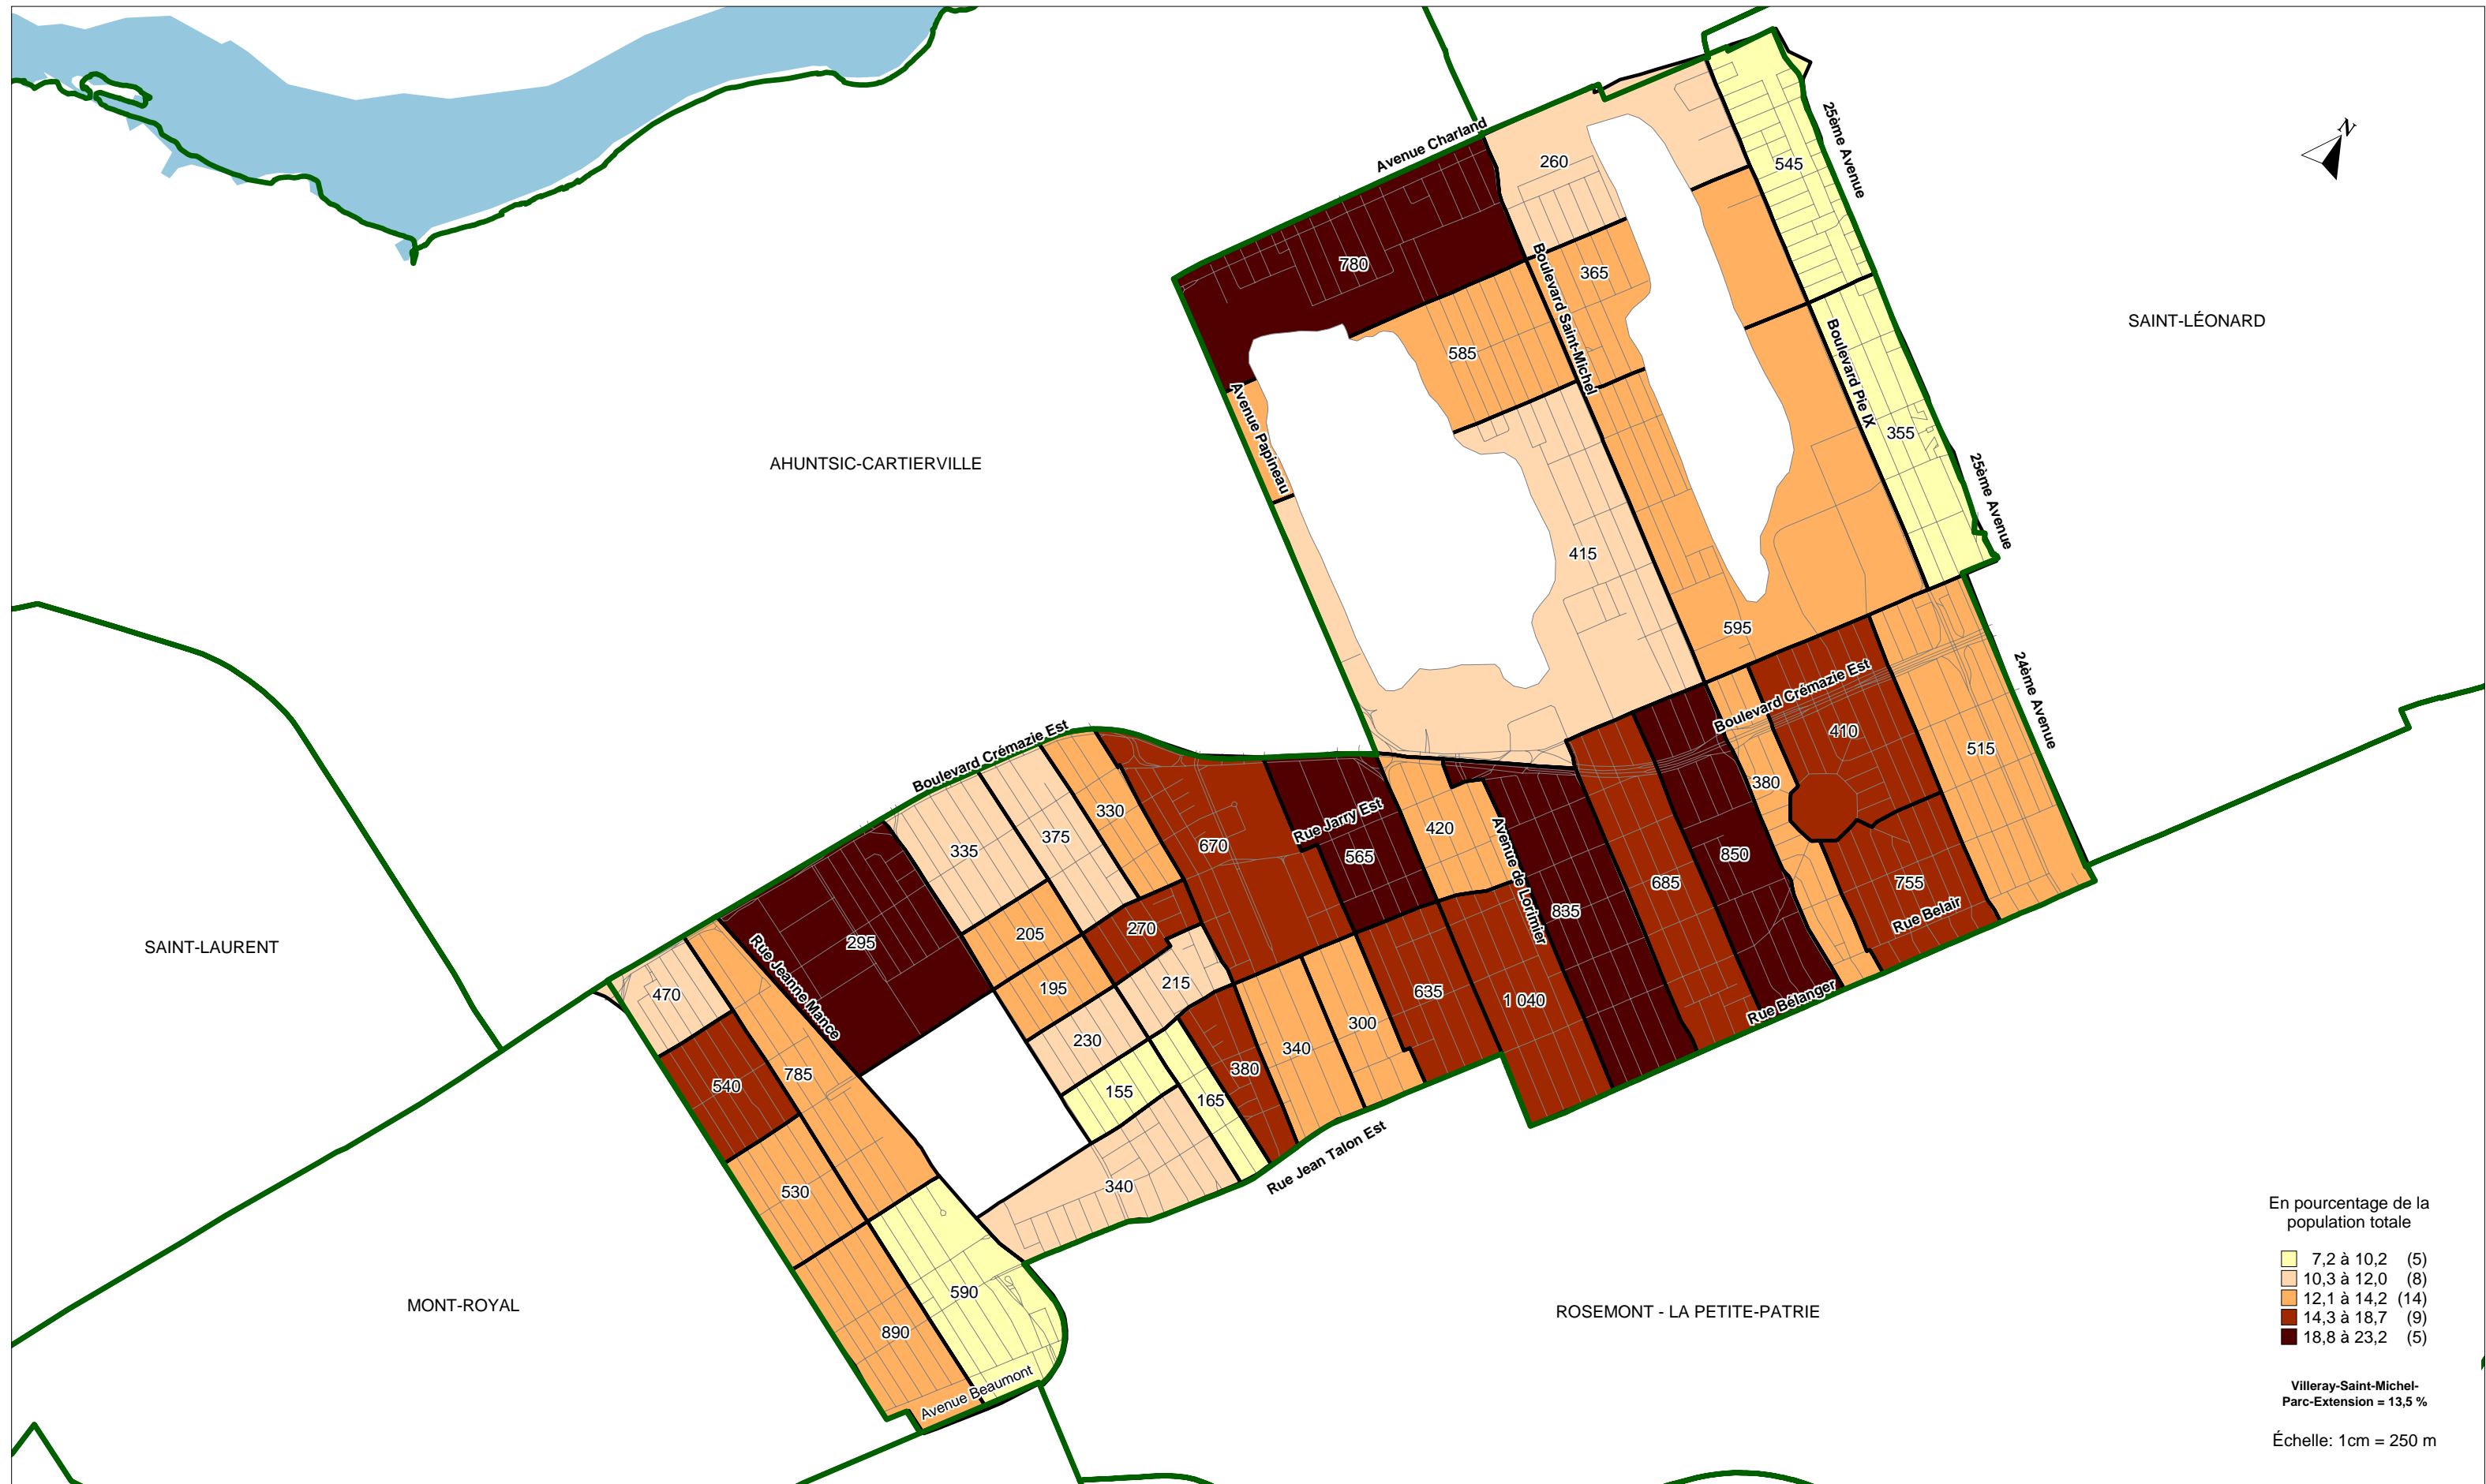 N
Avenue Charland
25ème Avenue
260
545
780
365
Boulevard Saint-Michel
SAINT-LÉONARD
585
Boulevard Pie IX
Avenue Papineau
355
AHUNTSIC-CARTIERVILLE
25ème Avenue
415
595
24ème Avenue
Boulevard Crémazie Est
410
515
Boulevard Crémazie Est
380
330
375
335
670
Rue Jarry Est
565
420
Avenue de Lorimier
835
685
850
755
Rue Belair
SAINT-LAURENT
295
Rue Jeanne Mance
205
270
470
195
215
635
1 040
Rue Bélanger
230
340
300
540
785
155
165
380
530
340
Rue Jean Talon Est
MONT-ROYAL
590
890
Avenue Beaumont
ROSEMONT - LA PETITE-PATRIE
En pourcentage de la
population totale
7,2 à 10,2 (5)
10,3 à 12,0 (8)
12,1 à 14,2 (14)
14,3 à 18,7 (9)
18,8 à 23,2 (5)
Villeray-Saint-Michel-
Parc-Extension = 13,5 %
Échelle: 1cm = 250 m